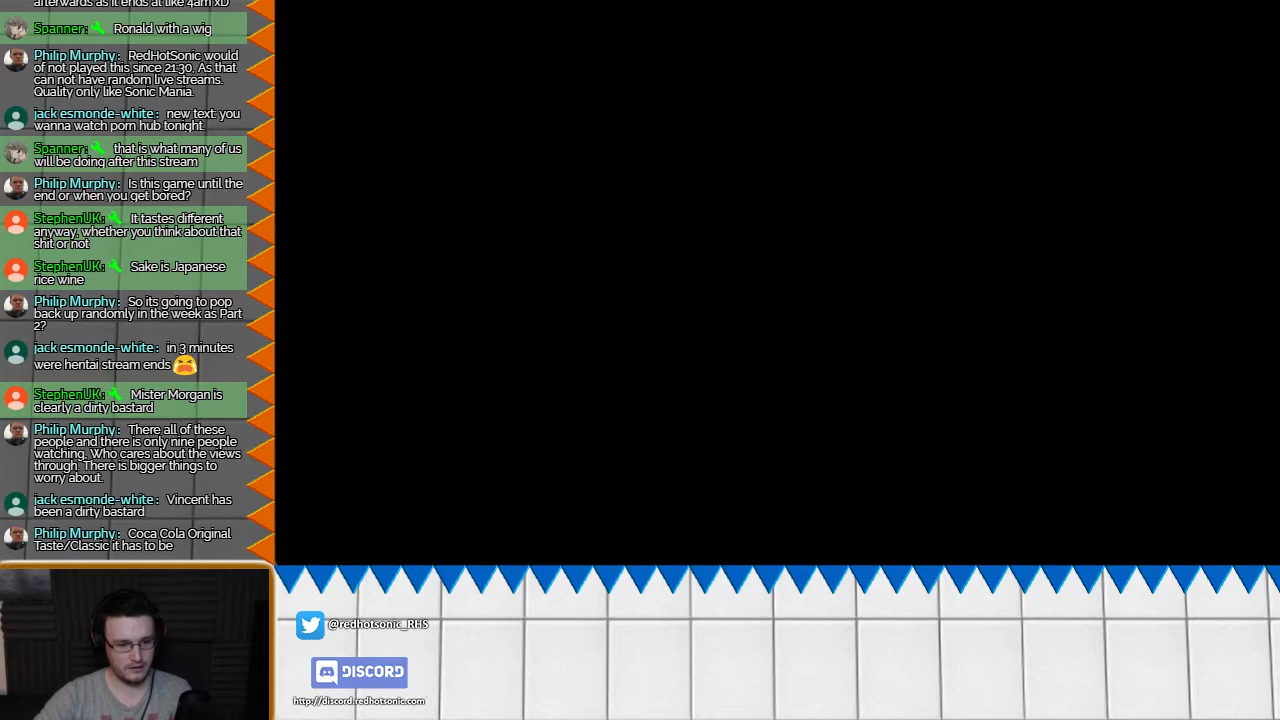 afterwards as it ends at like 4am xD
Spanner: Ronald with a wig
Philip Murphy: RedHotSonic would
of not played this since 21:30. As that
can not have random live streams.
Quality only like Sonic Mania.
jack esmonde-white: new text: you
wanna watch porn hub tonight.
Spanner: that is what many of us
will be doing after this stream
Philip Murphy: Is this game until the
end or when you get bored?
StephenUK: It tastes different
anyway, whether you think about that
shit or not
StephenUK: Sake is Japanese
rice wine
Philip Murphy: So its going to pop
back up randomly in the week as Part
2?
jack esmonde-white: in 3 minutes
were hentai stream ends
StephenUK: Mister Morgan is
clearly a dirty bastard
Philip Murphy: There all of these
people and there is only nine people
watching. Who cares about the views
through. There is bigger things to
worry about.
jack esmonde-white: Vincent has
been a dirty bastard
Philip Murphy: Coca Cola Original
Taste/Classic it has to be
@redhotsonic_RHS
DISCORD
http://discord.redhotsonic.com